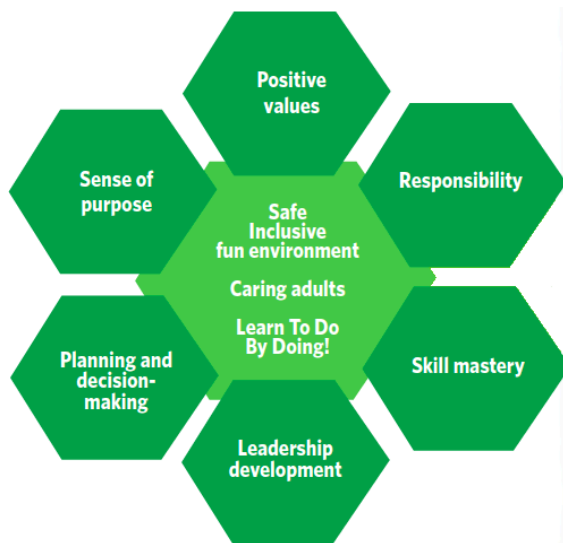 Positive
values
Responsibility
Skill mastery
Leadership
development
Planning and
decision-
making
Sense of
purpose
Safe
Inclusive
fun environment
Caring adults
Learn To Do
By Doing!